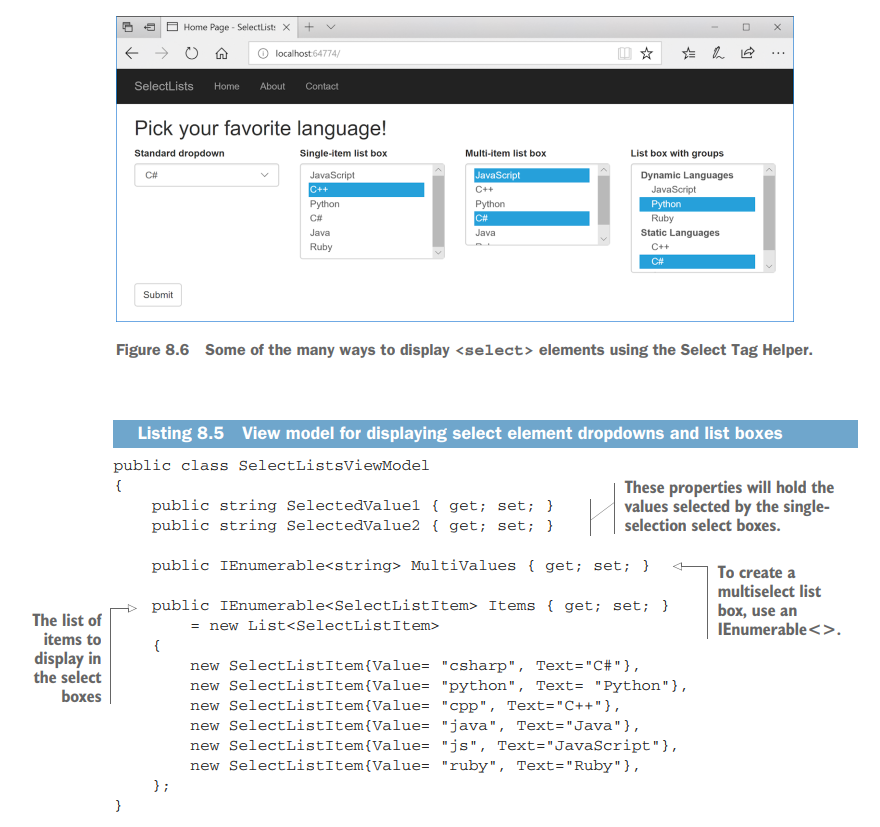 Home Page - SelectLists
localhost:64774/
SelectLists Home About Contact
Pick your favorite language!
Standard dropdown
C#
Single-item list box
JavaScript
C++
Python
C#
Java
Ruby
Multi-item list box
JavaScript
C++
Python
C#
Java
List box with groups
Dynamic Languages
JavaScript
Python
Ruby
Static Languages
C++
C#
Submit
Figure 8.6 Some of the many ways to display <select> elements using the Select Tag Helper.
Listing 8.5 View model for displaying select element dropdowns and list boxes
public class SelectListsViewModel
{
public string SelectedValue1 { get; set; }
public string SelectedValue2 { get; set; }
These properties will hold the
values selected by the single-
selection select boxes.
public IEnumerable<string> MultiValues { get; set; }
To create a
multiselect list
box, use an
IEnumerable<>.
The list of
items to
display in
the select
boxes
public IEnumerable<SelectListItem> Items { get; set; }
= new List<SelectListItem>
{
new SelectListItem{Value= "csharp", Text="C#"},
new SelectListItem{Value= "python", Text= "Python"},
new SelectListItem{Value= "cpp", Text="C++"},
new SelectListItem{Value= "java", Text="Java"},
new SelectListItem{Value= "js", Text="JavaScript"},
new SelectListItem{Value= "ruby", Text="Ruby"},
};
}